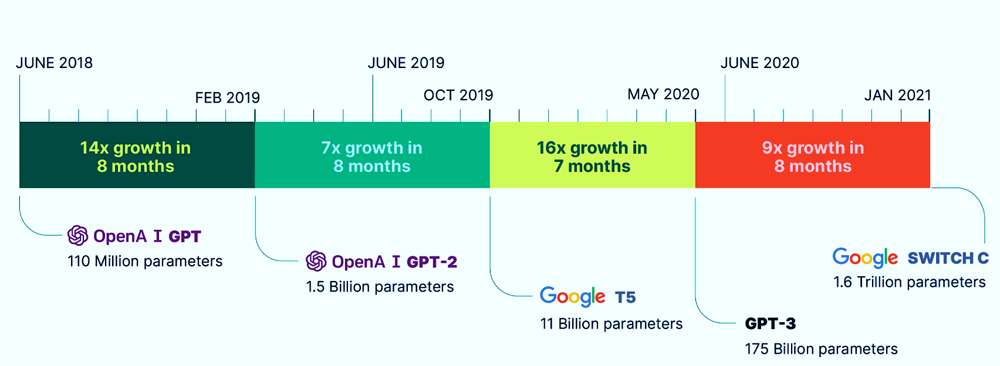 JUNE 2018
JUNE 2019
JUNE 2020
FEB 2019
OCT 2019
MAY 2020
JAN 2021
14x growth in
8 months
7x growth in
8 months
16x growth in
7 months
9x growth in
8 months
OpenA I GPT
110 Million parameters
OpenA I GPT-2
1.5 Billion parameters
Google T5
11 Billion parameters
GPT-3
175 Billion parameters
Google SWITCH C
1.6 Trillion parameters